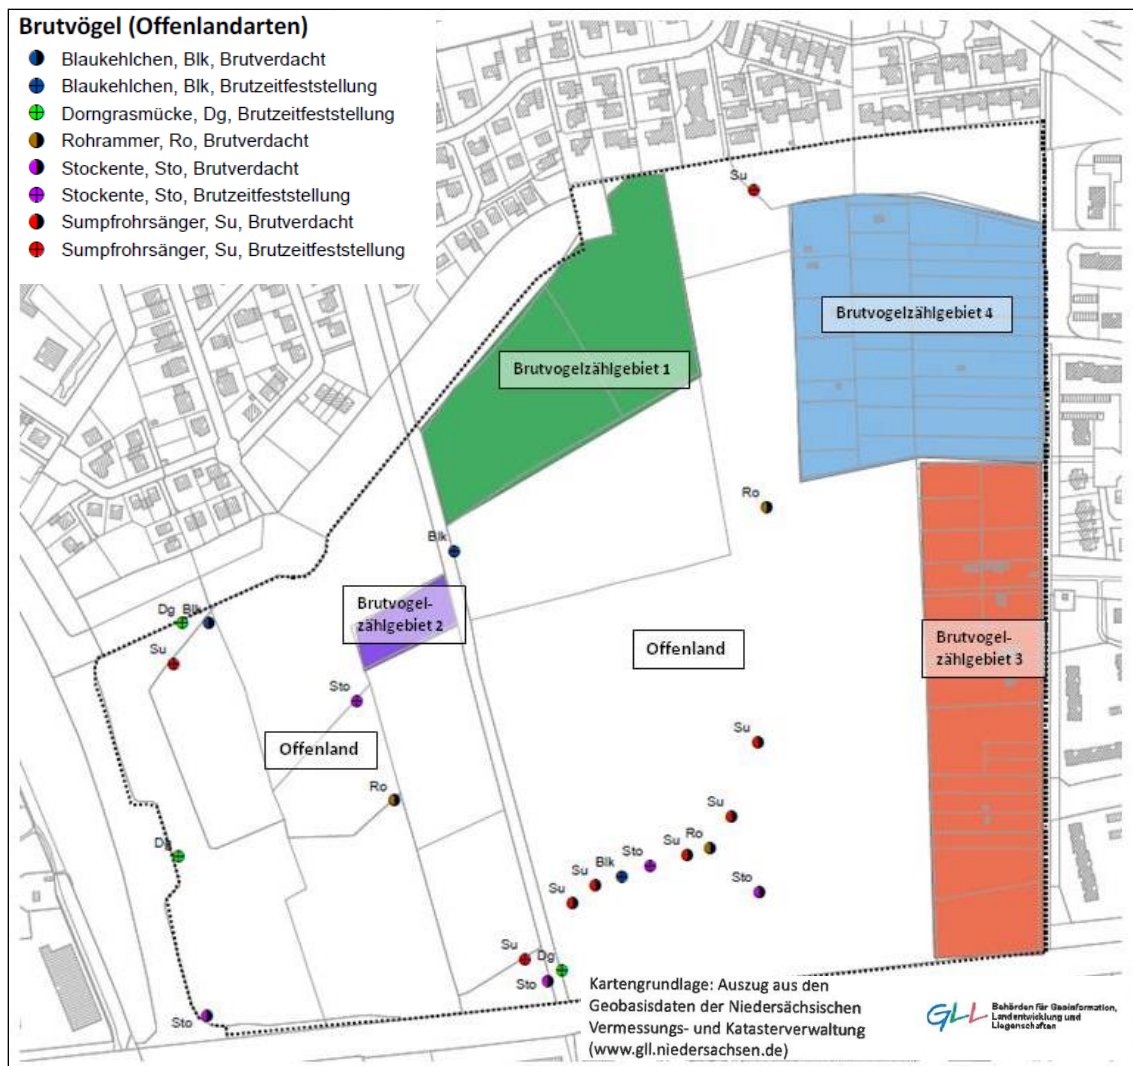 Brutvögel (Offenlandarten)
Blaukehlchen, Blk, Brutverdacht
Blaukehlchen, Blk, Brutzeitfeststellung
Dorngrasmücke, Dg, Brutzeitfeststellung
Rohrammer, Ro, Brutverdacht
Stockente, Sto, Brutverdacht
Stockente, Sto, Brutzeitfeststellung
Sumpfrohrsänger, Su, Brutverdacht
Sumpfrohrsänger, Su, Brutzeitfeststellung
Su
Brutvogelzählgebiet 4
Brutvogelzählgebiet 1
Ro
Blk
Brutvogel-
zählgebiet 2
Dg Blk
Su
Offenland
Brutvogel-
zählgebiet 3
Sto
Su
Offenland
Ro
Su
Su Ro
Dg
Sto
Blk
Su
Su
Sto
Su
Dg
Sto
Sto
Kartengrundlage: Auszug aus den
Geobasisdaten der Niedersächsischen
Vermessungs- und Katasterverwaltung
(www.gll.niedersachsen.de)
GLL
Behörden für Geoinformation,
Landentwicklung und
Liegenschaften